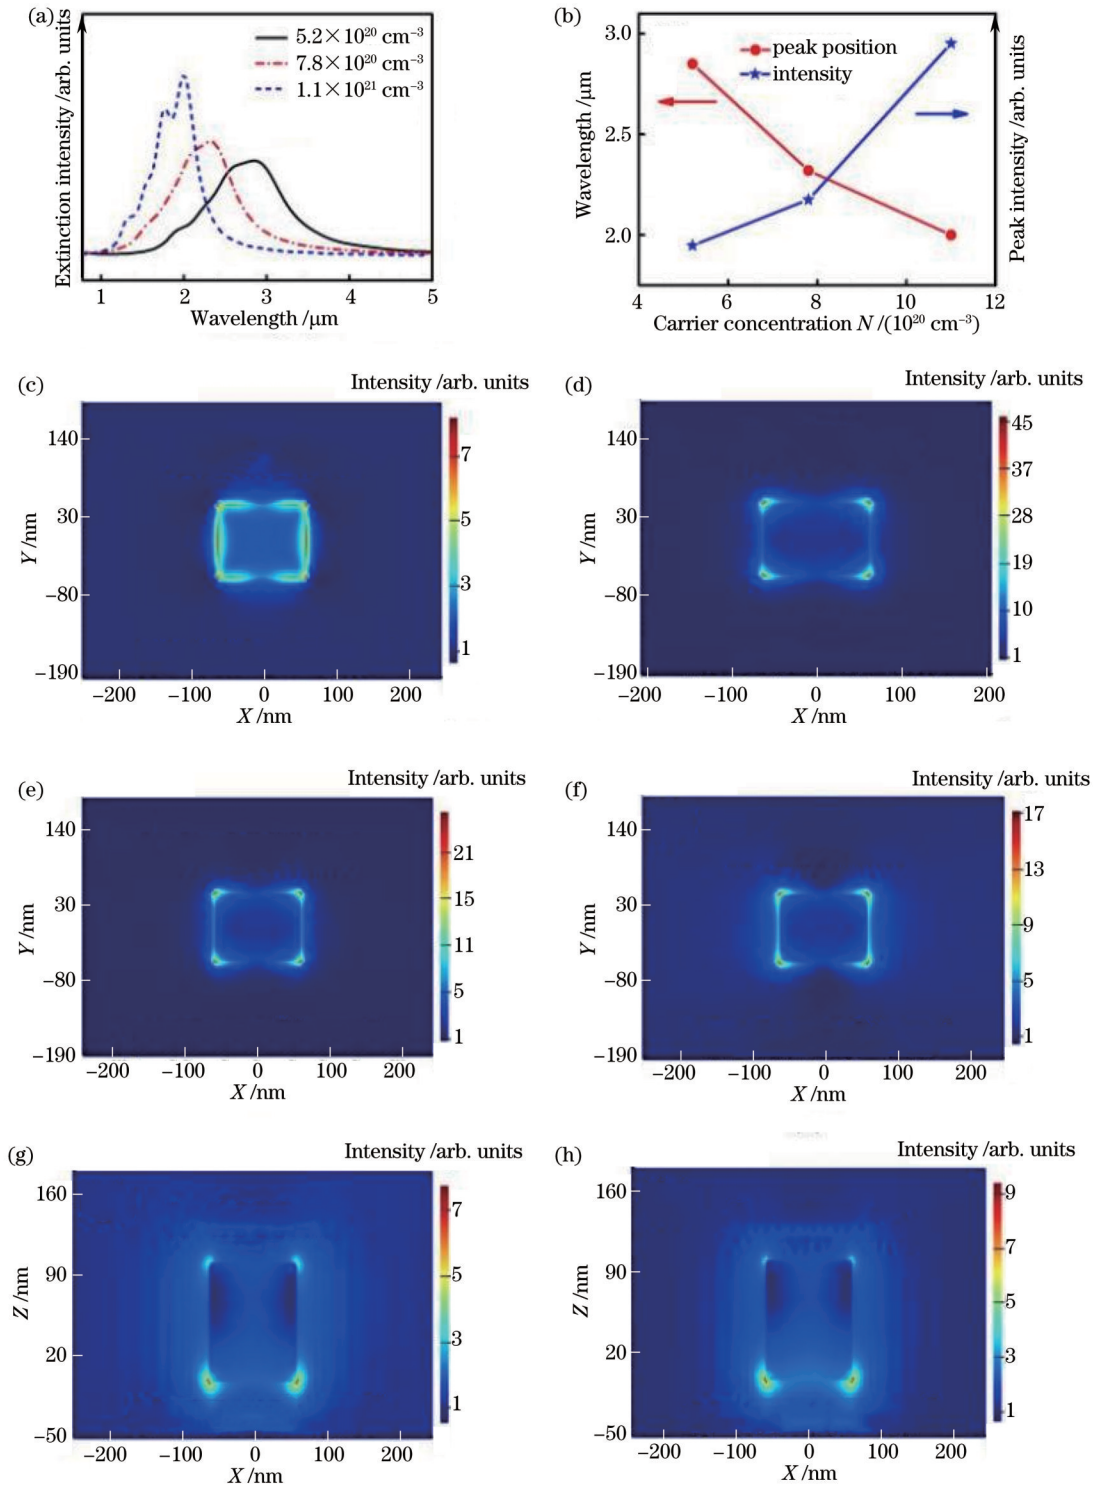 (a)
Extinction intensity /arb. units
5.2×10²⁰ cm⁻³
7.8×10²⁰ cm⁻³
1.1×10²¹ cm⁻³
1 2 3 4 5
Wavelength /μm
(b)
3.0
2.5
2.0
Wavelength /μm
peak position
intensity
Peak intensity /arb. units
4 6 8 10 12
Carrier concentration N /(10²⁰ cm⁻³)
(c)
Intensity /arb. units
140
30
−80
−190
Y /nm
7
5
3
1
−200 −100 0 100 200
X /nm
(d)
Intensity /arb. units
140
30
−80
−190
Y /nm
45
37
28
19
10
1
−200 −100 0 100 200
X /nm
(e)
Intensity /arb. units
140
30
−80
−190
Y /nm
21
15
11
5
1
−200 −100 0 100 200
X /nm
(f)
Intensity /arb. units
140
30
−80
−190
Y /nm
17
13
9
5
1
−200 −100 0 100 200
X /nm
(g)
Intensity /arb. units
160
90
20
−50
Z /nm
7
5
3
1
−200 −100 0 100 200
X /nm
(h)
Intensity /arb. units
160
90
20
−50
Z /nm
9
7
5
3
1
−200 −100 0 100 200
X /nm